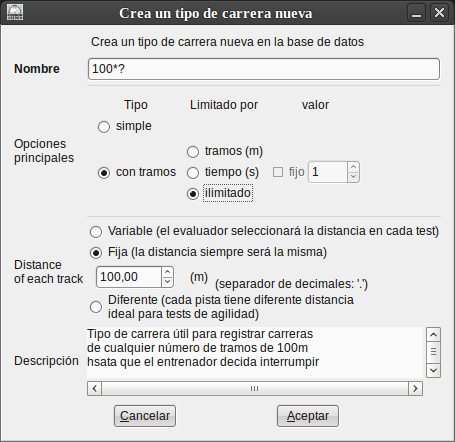 Crea un tipo de carrera nueva
Crea un tipo de carrera nueva en la base de datos
Nombre
100*?
Tipo Limitado por valor
simple
Opciones
principales
con tramos
tramos (m)
tiempo (s)
ilimitado
fijo 1
Variable (el evaluador seleccionará la distancia en cada test)
Fija (la distancia siempre será la misma)
Distance
of each track
100,00 (m) (separador de decimales: '.')
Diferente (cada pista tiene diferente distancia
ideal para tests de agilidad)
Descripción
Tipo de carrera útil para registrar carreras
de cualquier número de tramos de 100m
hsata que el entrenador decida interrumpir
Cancelar Aceptar